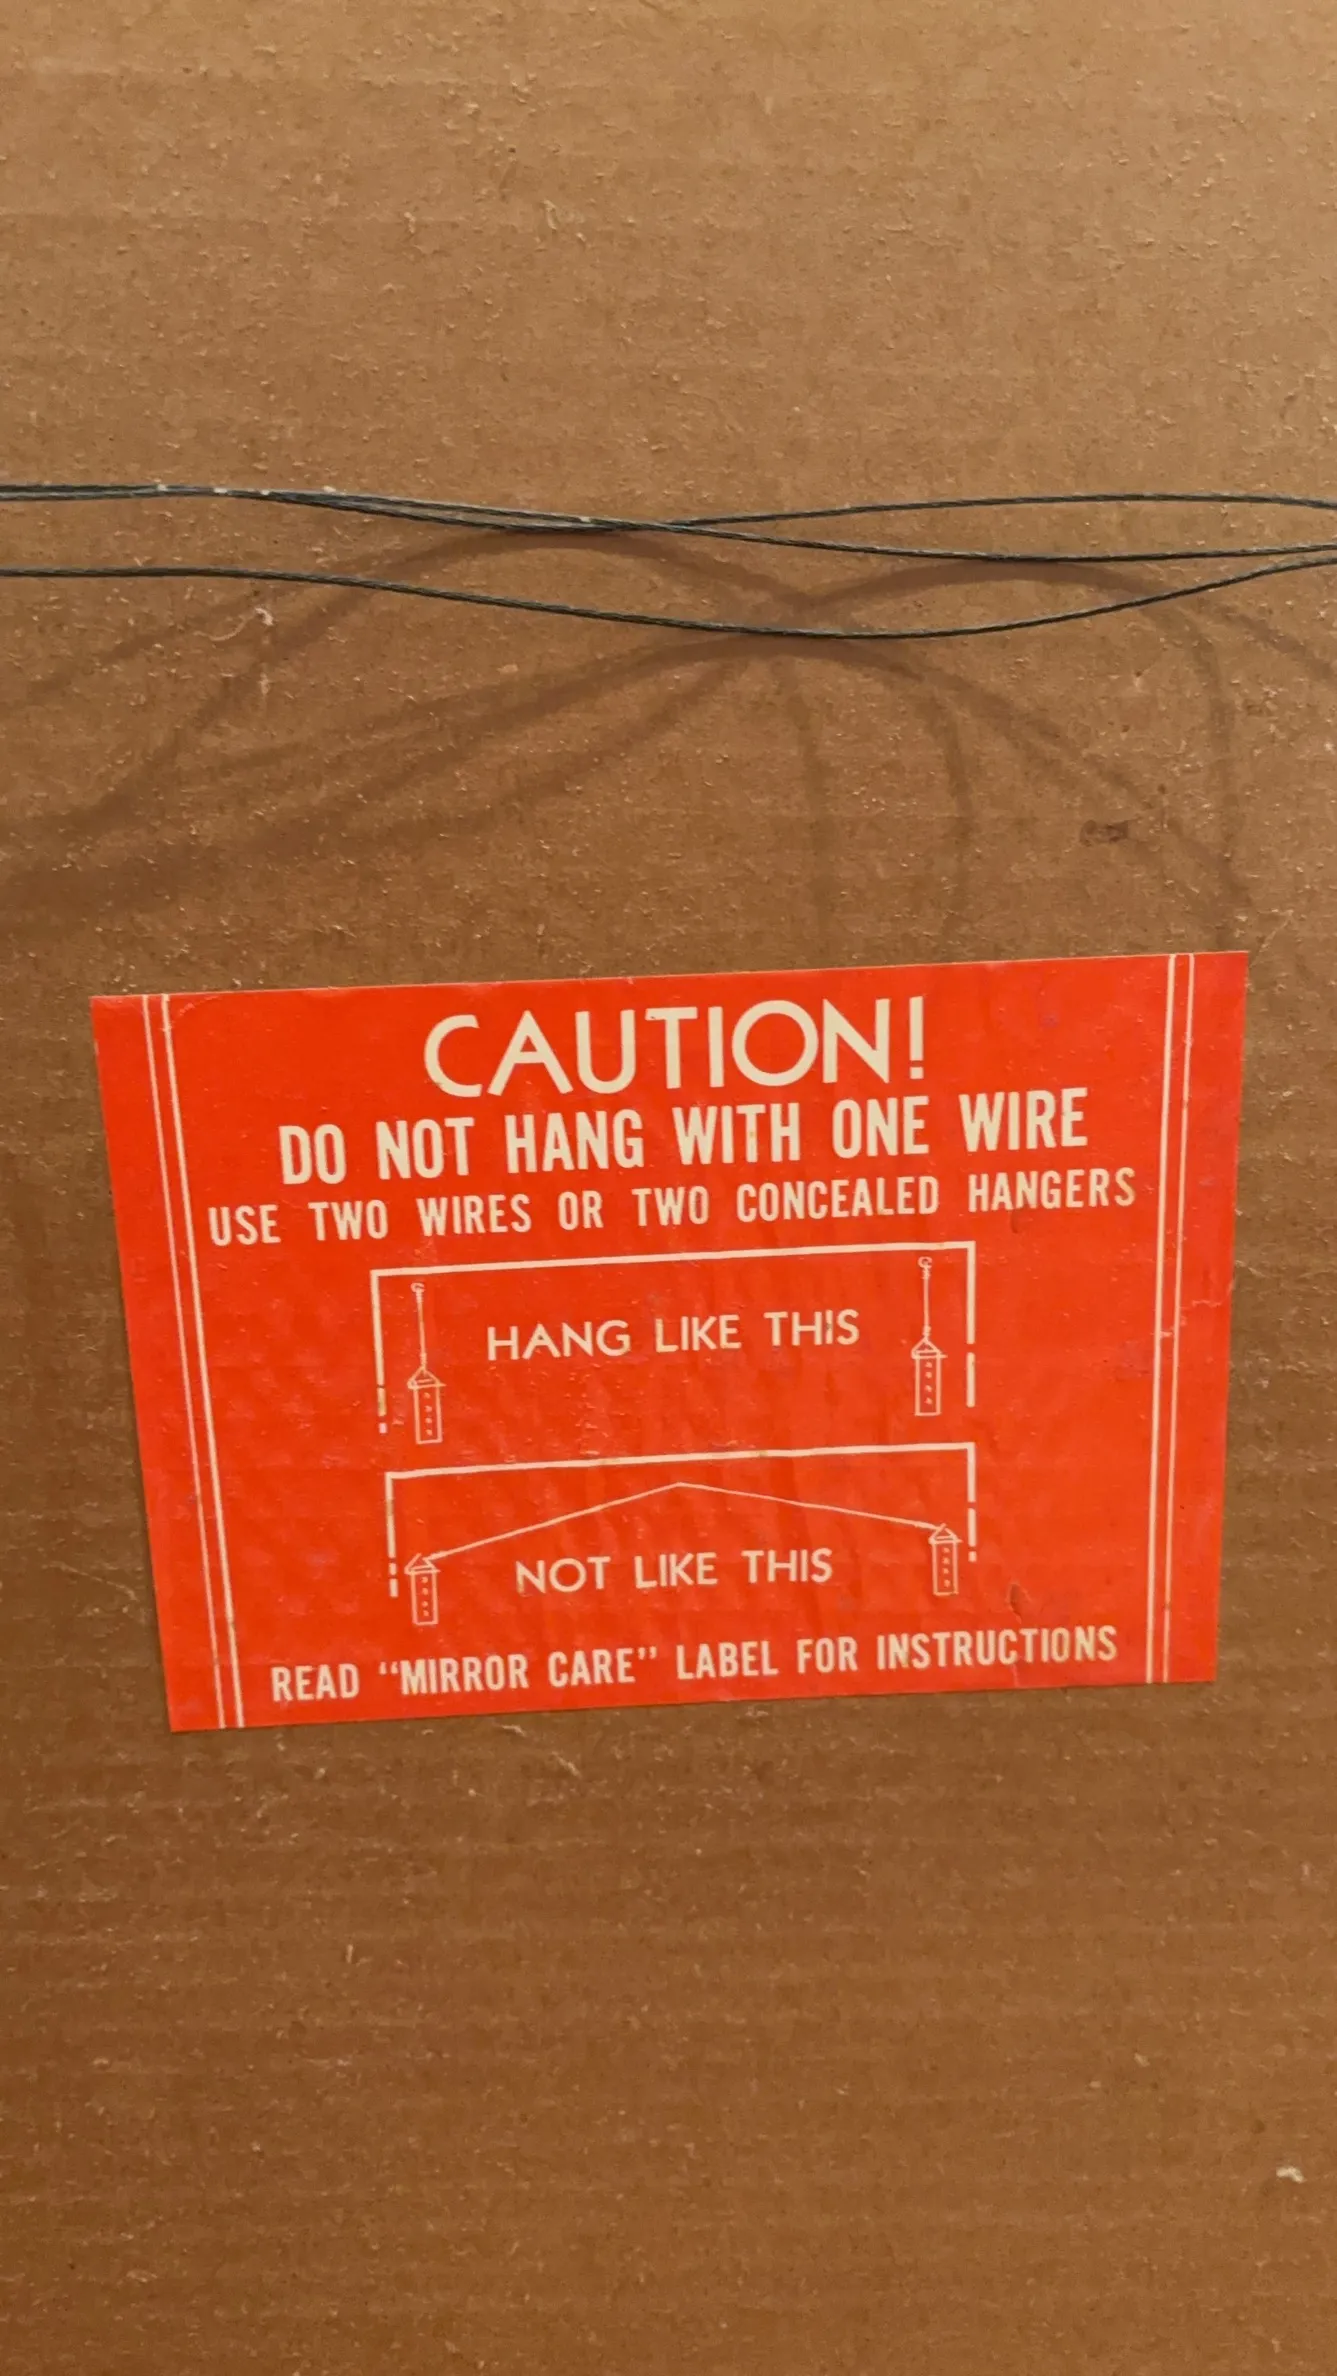 CAUTION!
DO NOT HANG WITH ONE WIRE
USE TWO WIRES OR TWO CONCEALED HANGERS
HANG LIKE THIS
NOT LIKE THIS
READ "MIRROR CARE" LABEL FOR INSTRUCTIONS